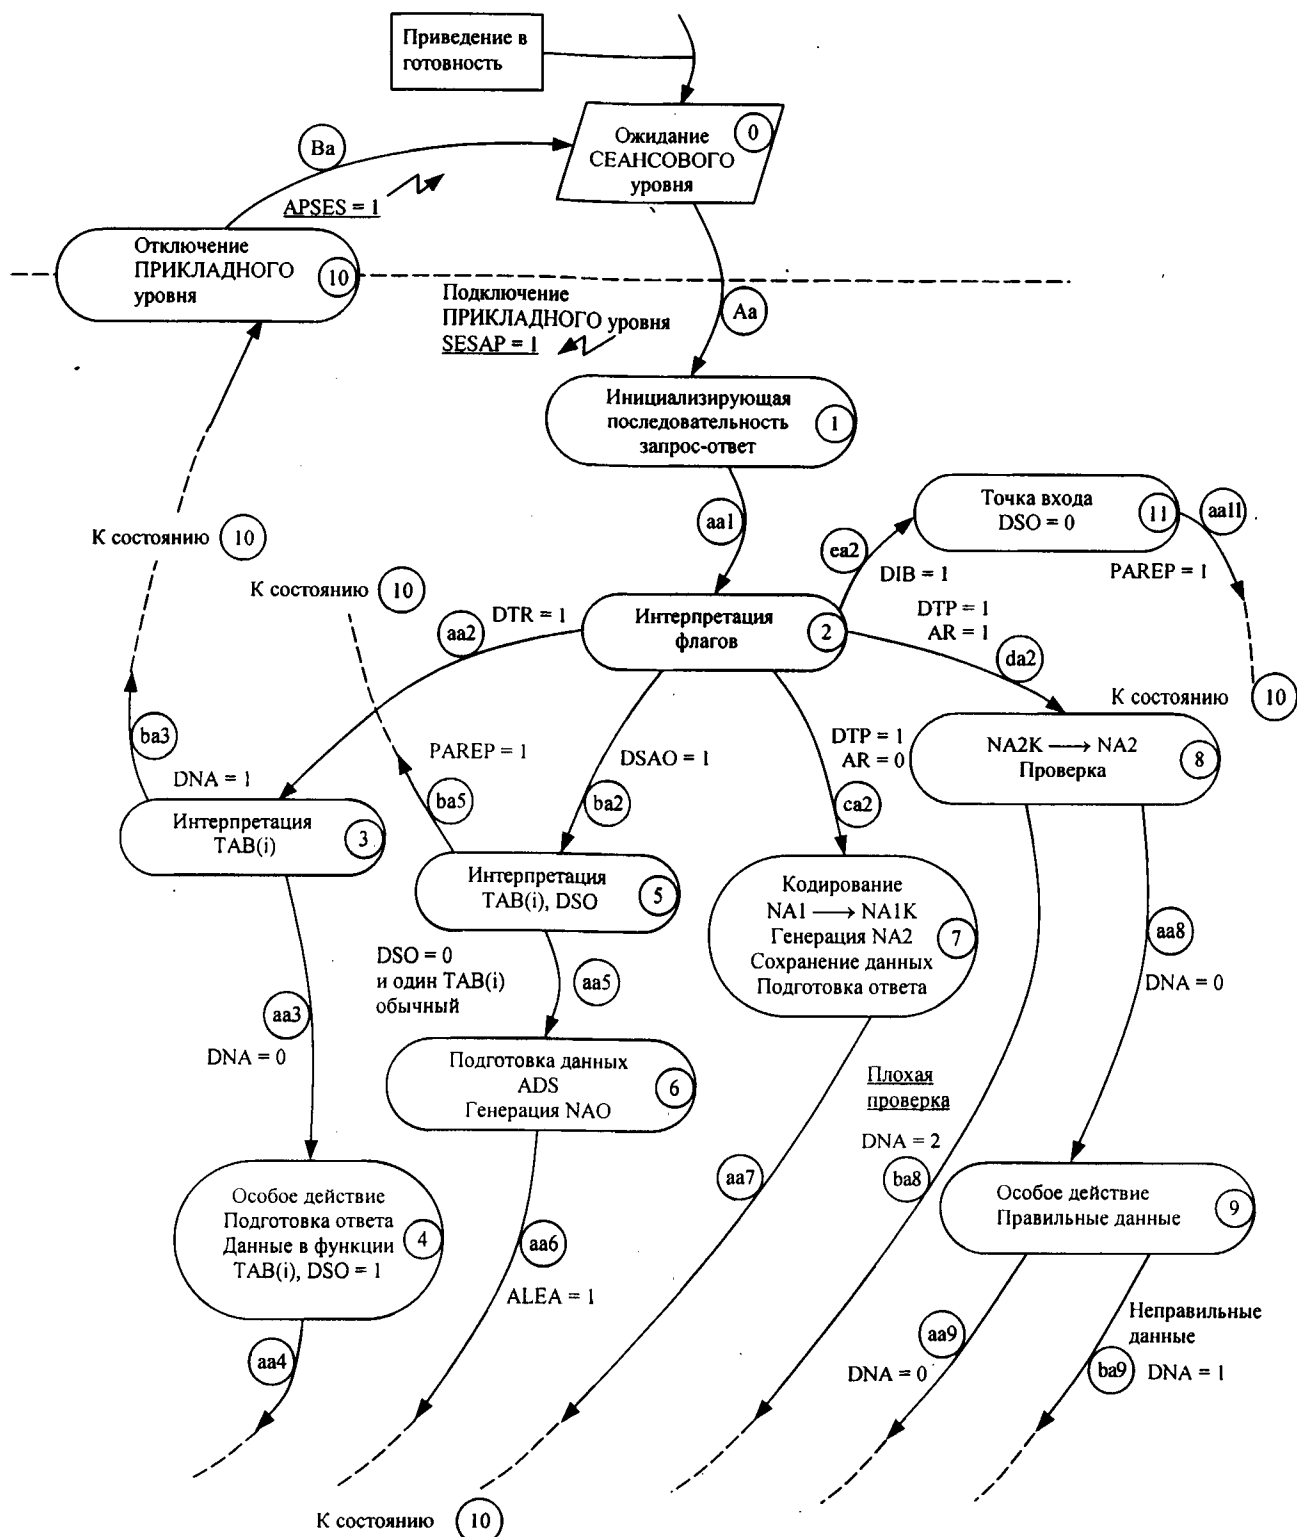 Приведение в
готовность
Ожидание
СЕАНСОВОГО
уровня
0
Ba
APSES = 1
Отключение
ПРИКЛАДНОГО
уровня
10
Подключение
ПРИКЛАДНОГО уровня
SESAP = 1
Aa
Инициализирующая
последовательность
запрос-ответ
1
aa1
Точка входа
DSO = 0
11
aa11
ea2
DIB = 1
PAREP = 1
К состоянию 10
К состоянию 10
DTR = 1
aa2
Интерпретация
флагов
2
DTP = 1
AR = 1
da2
К состоянию 10
ba3
DNA = 1
PAREP = 1
ba5
DSAO = 1
ba2
DTP = 1
AR = 0
ca2
NA2K → NA2
Проверка
8
Интерпретация
TAB(i)
3
Интерпретация
TAB(i), DSO
5
Кодирование
NA1 → NA1K
Генерация NA2
Сохранение данных
Подготовка ответа
7
aa8
DNA = 0
DSO = 0
и один TAB(i)
обычный
aa5
aa3
DNA = 0
Подготовка данных
ADS
Генерация NAO
6
Плохая
проверка
DNA = 2
ba8
aa7
Особое действие
Подготовка ответа
Данные в функции
TAB(i), DSO = 1
4
Особое действие
Правильные данные
9
aa6
ALEA = 1
aa4
aa9
DNA = 0
Неправильные
данные
ba9
DNA = 1
К состоянию 10